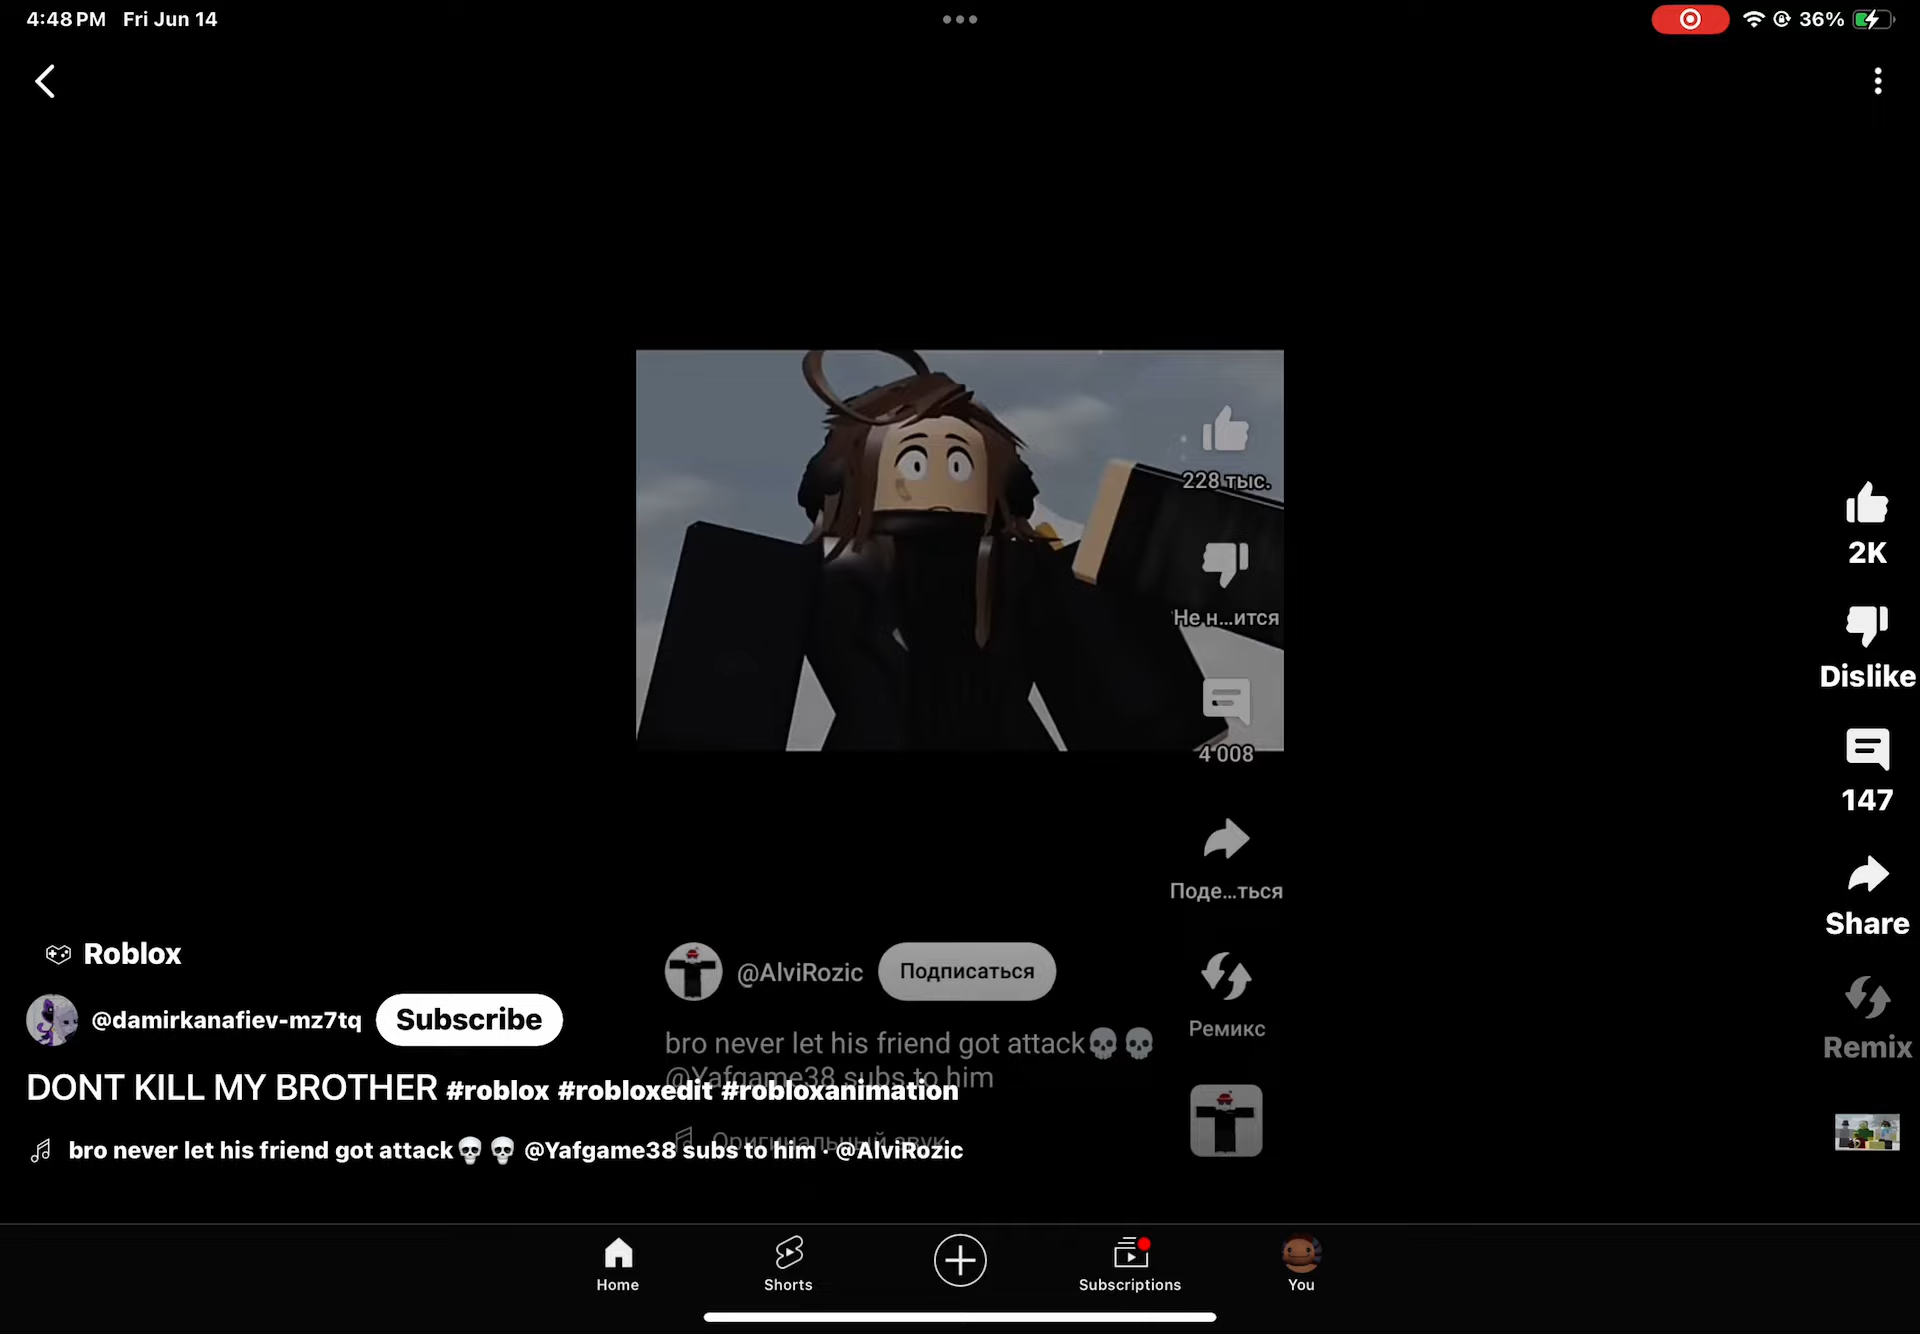 4:48 PM Fri Jun 14
36%
228 тыс.
Не н...ится
4 008
Поде...ться
Ремикс
@AlviRozic Подписаться
bro never let his friend got attack💀💀
@Yafgame38 subs to him
Оригинальный звук
2K
Dislike
147
Share
Remix
Roblox
@damirkanafiev-mz7tq Subscribe
DONT KILL MY BROTHER #roblox #robloxedit #robloxanimation
bro never let his friend got attack💀💀 @Yafgame38 subs to him · @AlviRozic
Home
Shorts
Subscriptions
You